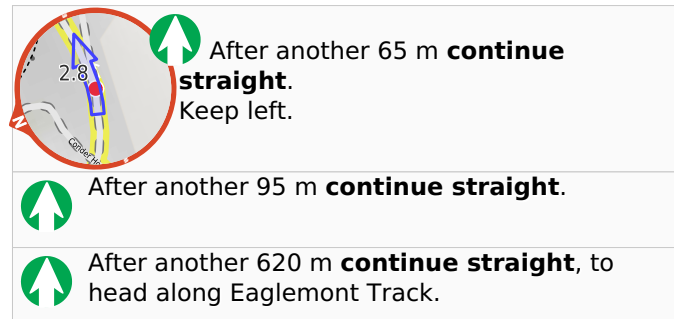 After another 65 m continue
straight.
Keep left.
2.8
N
After another 95 m continue straight.
After another 620 m continue straight, to
head along Eaglemont Track.